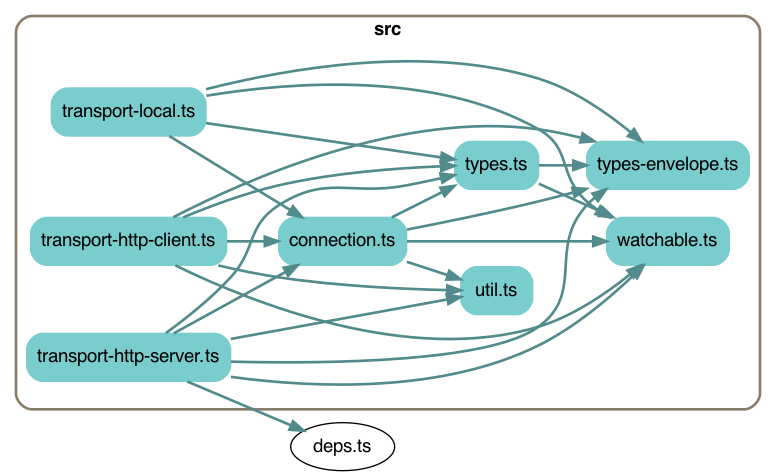 src
transport-local.ts
types.ts
types-envelope.ts
transport-http-client.ts
connection.ts
watchable.ts
util.ts
transport-http-server.ts
deps.ts